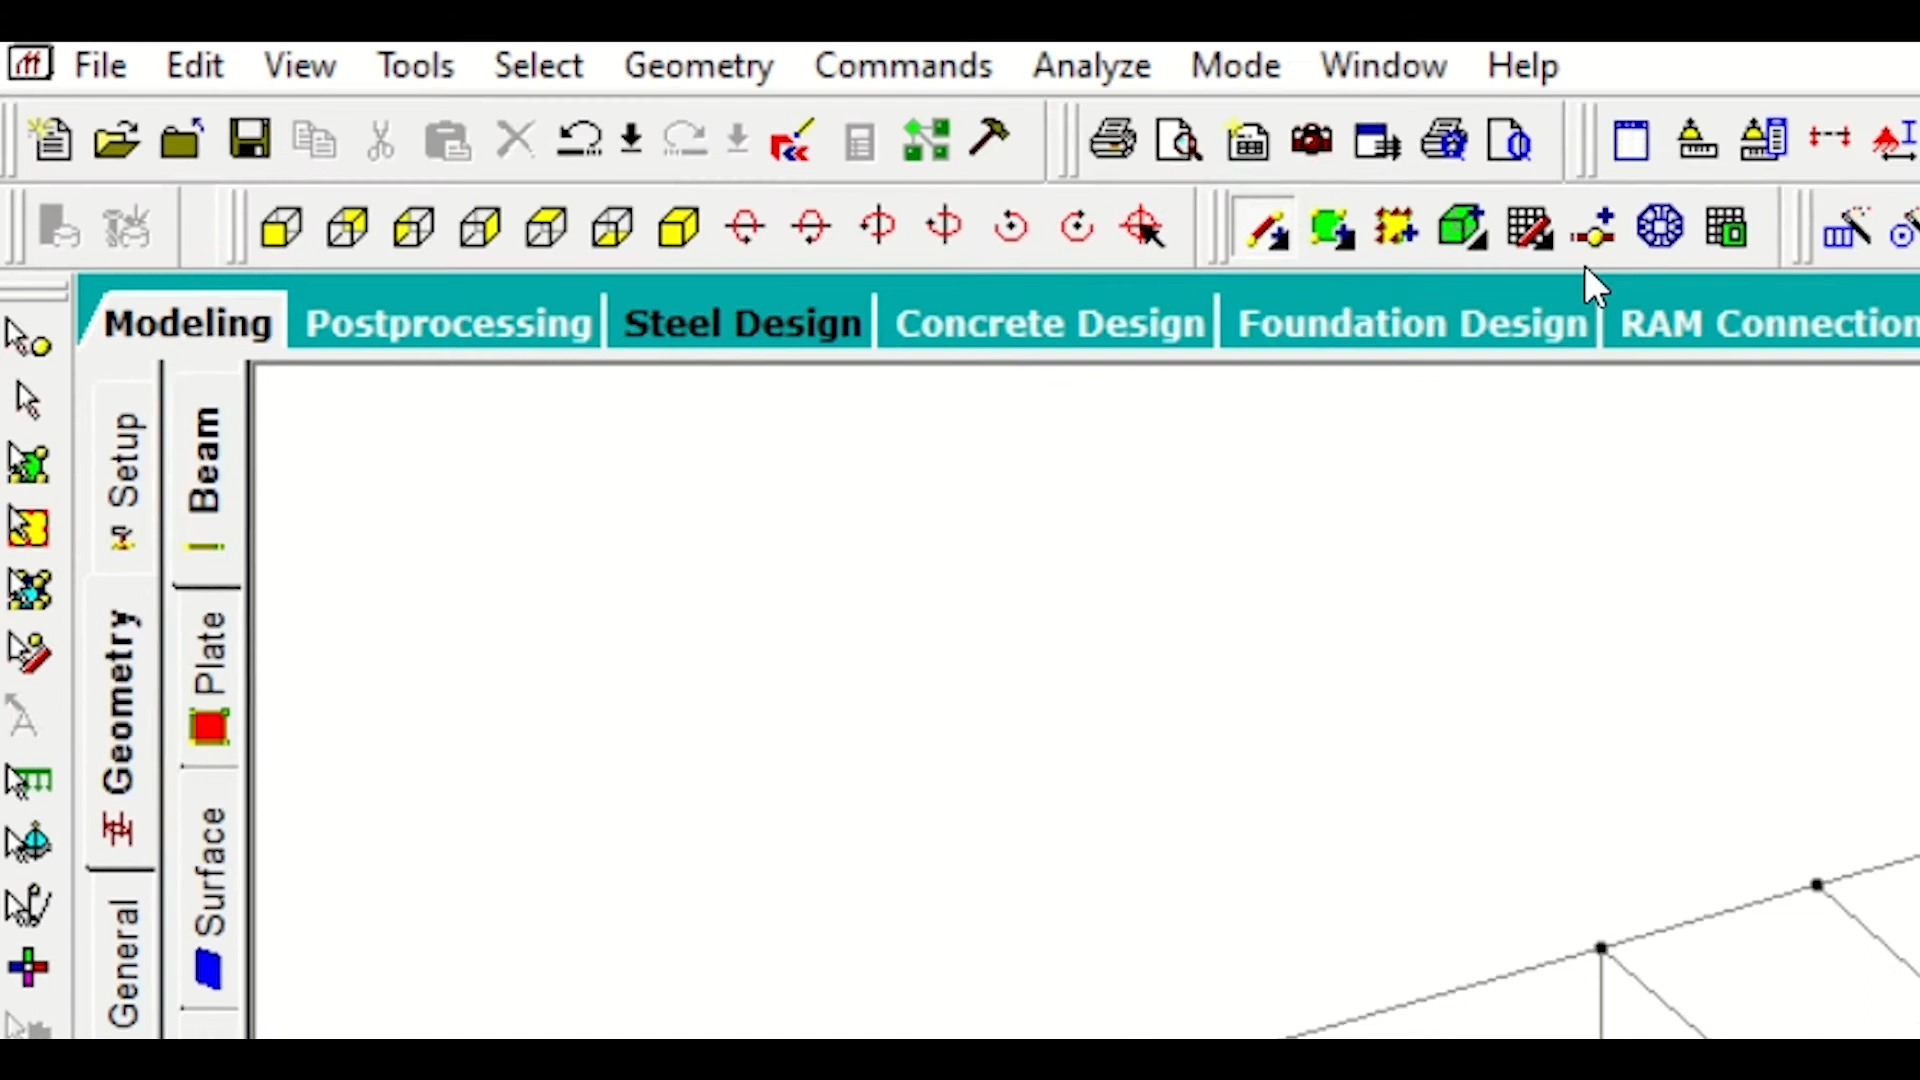 File Edit View Tools Select Geometry Commands Analyze Mode Window Help
Modeling Postprocessing Steel Design Concrete Design Foundation Design RAM Connection
Setup
Geometry
General
Beam
Plate
Surface